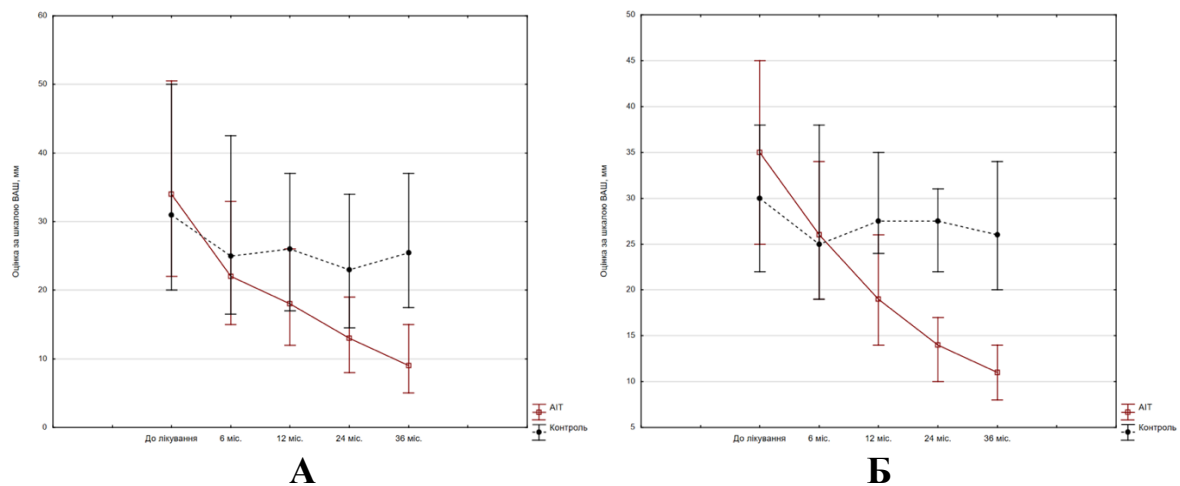 60
50
40
30
20
10
0
Оцінка за шкалою ВАШ, мм
До лікування 6 міс. 12 міс. 24 міс. 36 міс.
АІТ
Контроль
А
50
45
40
35
30
25
20
15
10
5
Оцінка за шкалою ВАШ, мм
До лікування 6 міс. 12 міс. 24 міс. 36 міс.
АІТ
Контроль
Б